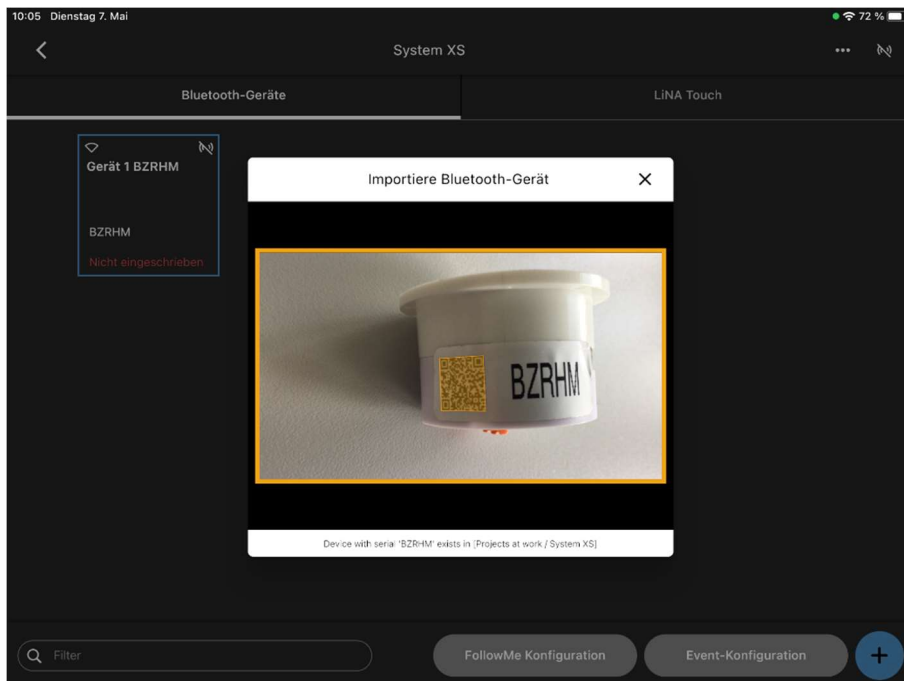 10:05 Dienstag 7. Mai
72 %
System XS
Bluetooth-Geräte
LiNA Touch
Gerät 1 BZRHM
BZRHM
Nicht eingeschrieben
Importiere Bluetooth-Gerät
BZRHM
Device with serial 'BZRHM' exists in [Projects at work / System XS]
Filter
FollowMe Konfiguration
Event-Konfiguration